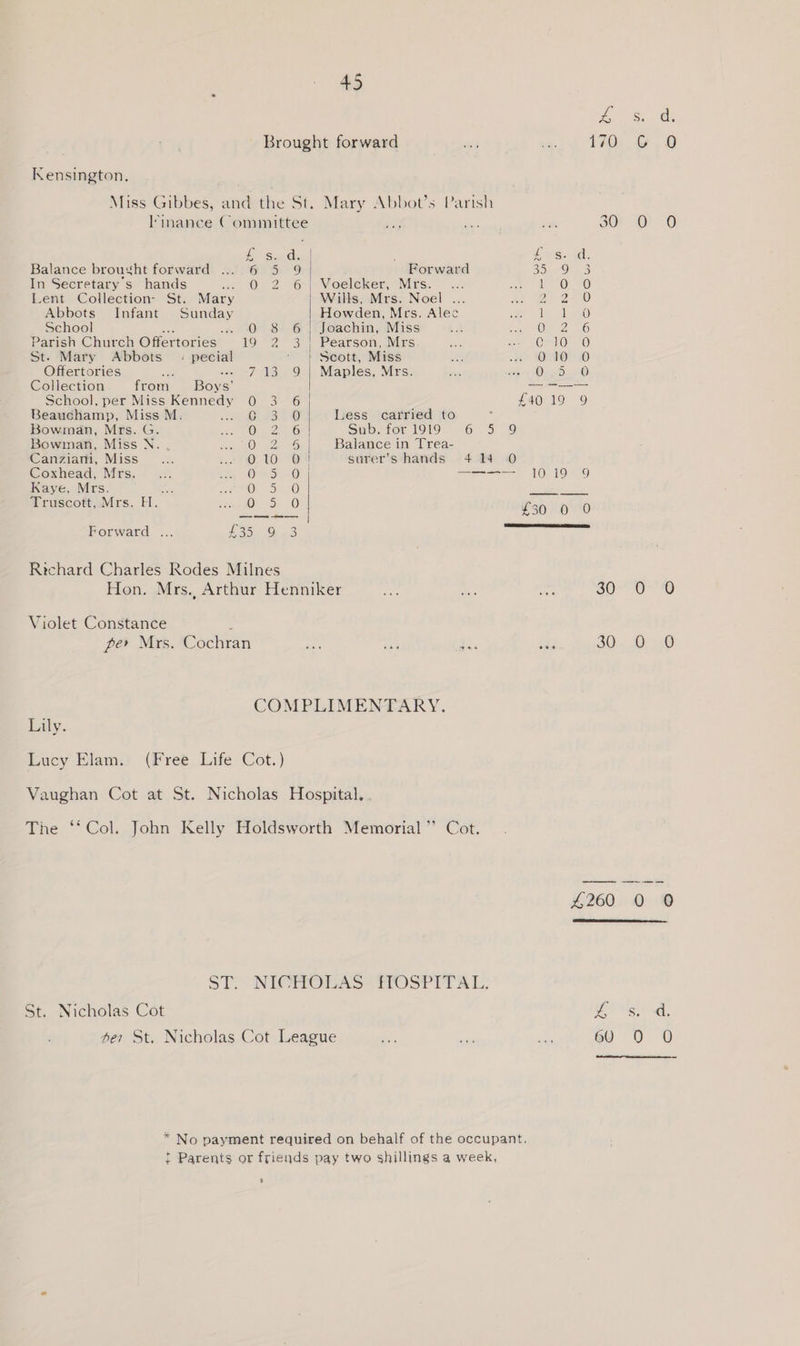 45
£ s. d.
Brought forward ... ... 170 0 0
Kensington.
Miss Gibbes, and the St. Mary Abbot's Parish
Finance Committee ... ... ... 30 0 0
£ s. d.
Balance brought forward ... 6 5 9
In Secretary's hands ... 0 2 6
Lent Collection- St. Mary
Abbots Infant Sunday
School ... ... 0 8 6
Parish Church Offertories 19 2 3
St. Mary Abbots special
Offertories ... ... 7 13 9
Collection from Boys'
School, per Miss Kennedy 0 3 6
Beauchamp, Miss M. ... 0 3 0
Bowman, Mrs. G. ... 0 2 6
Bowman, Miss N. . ... 0 2 6
Canziani, Miss ... ... 0 10 0
Coxhead, Mrs. ... ... 0 5 0
Kaye, Mrs. ... ... 0 5 0
Truscott, Mrs. H. ... 0 5 0
Forward ... £35 9 3
£ s. d.
Forward 35 9 3
Voelcker, Mrs. ... ... 1 0 0
Wills, Mrs. Noel ... ... 2 2 0
Howden, Mrs. Alec ... 1 1 0
Joachin, Miss ... ... 0 2 6
Pearson, Mrs. ... ... 0 10 0
Scott, Miss ... ... 0 10 0
Maples, Mrs. ... ... 0 5 0
£40 19 9
Less carried to
Sub. for 1919 6 5 9
Balance in Trea-
surer's hands 4 14 0
10 19 9
£30 0 0
Richard Charles Rodes Milnes
Hon. Mrs. Arthur Henniker ... ... ... 30 0 0
Violet Constance
per Mrs. Cochran ... ... ... ... 30 0 0
COMPLIMENTARY.
Lily.
Lucy Elam. (Free Life Cot.)
Vaughan Cot at St. Nicholas Hospital.
The “Col. John Kelly Holdsworth Memorial” Cot.
£260 0 0
ST. NICHOLAS HOSPITAL.
St. Nicholas Cot £ s. d.
per St. Nicholas Cot League ... ... ... 60 0 0
* No payment required on behalf of the occupant.
‡ Parents or friends pay two shillings a week.